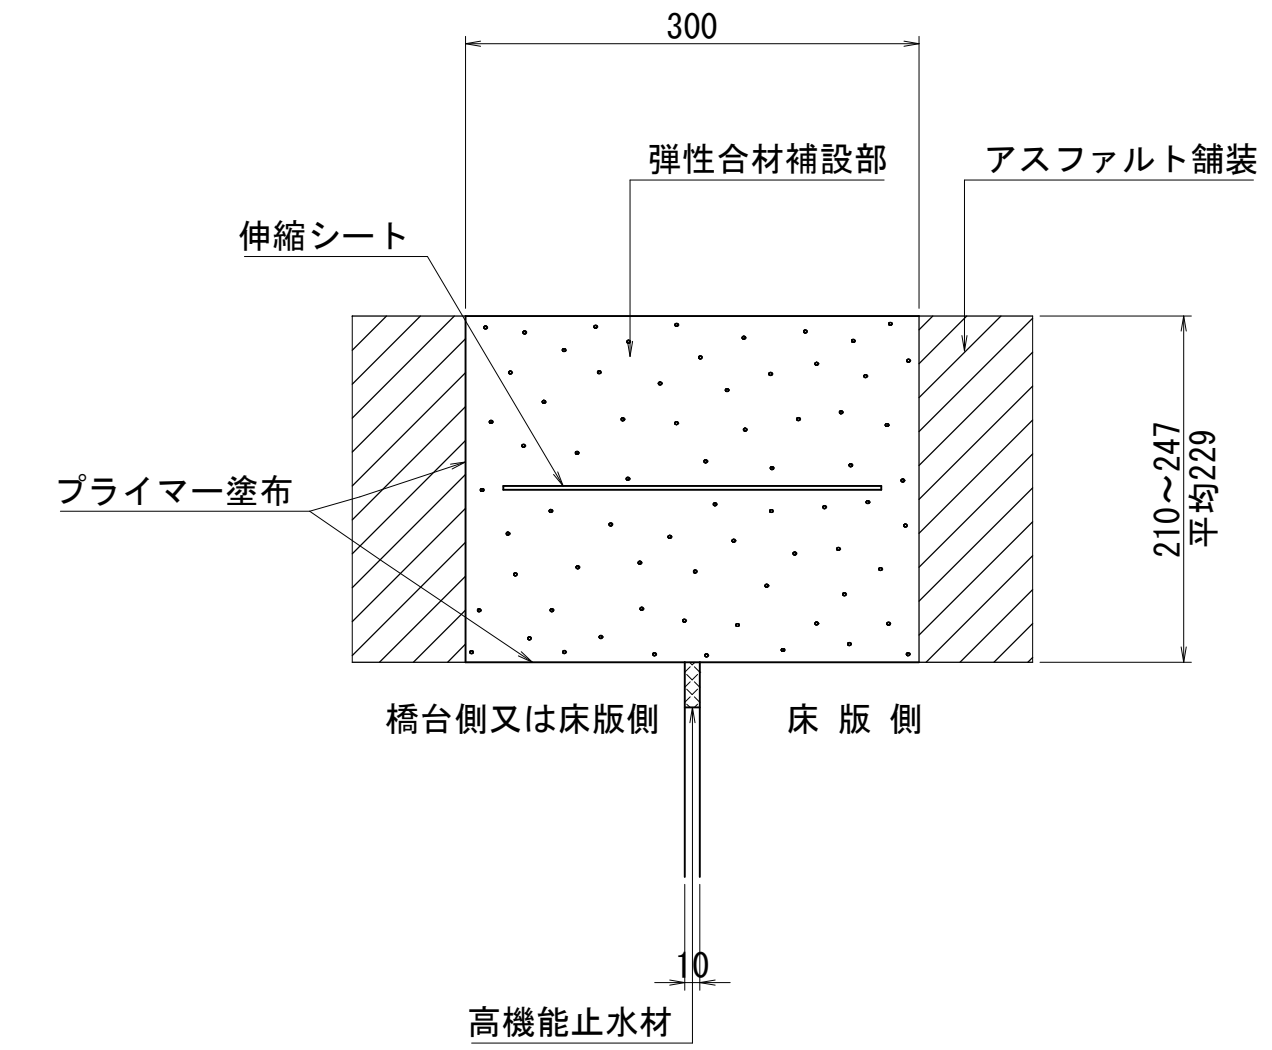 300
弾性合材補設部
アスファルト舗装
伸縮シート
プライマー塗布
210～247
平均229
橋台側又は床版側
床 版 側
10
高機能止水材